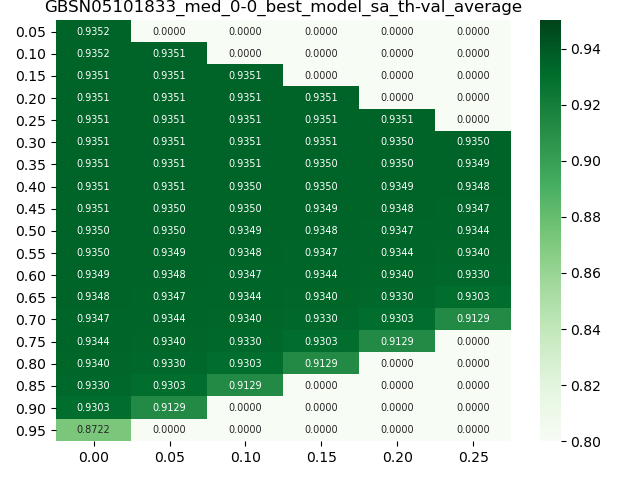 GBSN05101833_med_0-0_best_model_sa_th-val_average
0.05 0.9352 0.0000 0.0000 0.0000 0.0000 0.0000
0.10 0.9352 0.9351 0.0000 0.0000 0.0000 0.0000
0.15 0.9351 0.9351 0.9351 0.0000 0.0000 0.0000
0.20 0.9351 0.9351 0.9351 0.9351 0.0000 0.0000
0.25 0.9351 0.9351 0.9351 0.9351 0.9351 0.0000
0.30 0.9351 0.9351 0.9351 0.9351 0.9350 0.9350
0.35 0.9351 0.9351 0.9351 0.9350 0.9350 0.9349
0.40 0.9351 0.9351 0.9350 0.9350 0.9349 0.9348
0.45 0.9351 0.9350 0.9350 0.9349 0.9348 0.9347
0.50 0.9350 0.9350 0.9349 0.9348 0.9347 0.9344
0.55 0.9350 0.9349 0.9348 0.9347 0.9344 0.9340
0.60 0.9349 0.9348 0.9347 0.9344 0.9340 0.9330
0.65 0.9348 0.9347 0.9344 0.9340 0.9330 0.9303
0.70 0.9347 0.9344 0.9340 0.9330 0.9303 0.9129
0.75 0.9344 0.9340 0.9330 0.9303 0.9129 0.0000
0.80 0.9340 0.9330 0.9303 0.9129 0.0000 0.0000
0.85 0.9330 0.9303 0.9129 0.0000 0.0000 0.0000
0.90 0.9303 0.9129 0.0000 0.0000 0.0000 0.0000
0.95 0.8722 0.0000 0.0000 0.0000 0.0000 0.0000
0.00 0.05 0.10 0.15 0.20 0.25
0.94
0.92
0.90
0.88
0.86
0.84
0.82
0.80